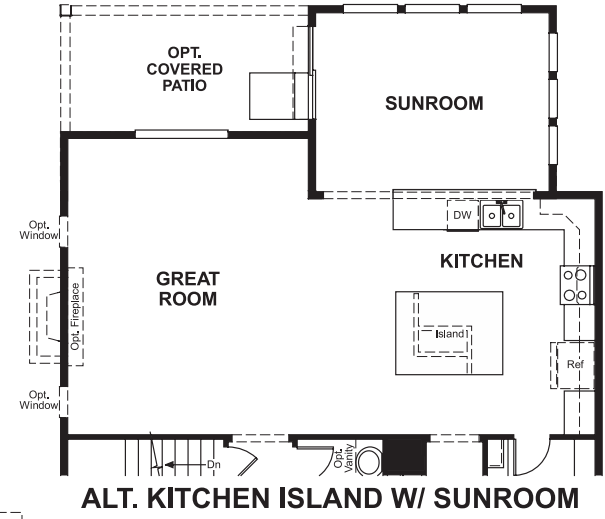 OPT.
COVERED
PATIO
SUNROOM
Opt.
Window
DW
KITCHEN
GREAT
ROOM
Opt. Fireplace
Island
Ref
Opt.
Window
Dn
Opt.
Vanity
ALT. KITCHEN ISLAND W/ SUNROOM